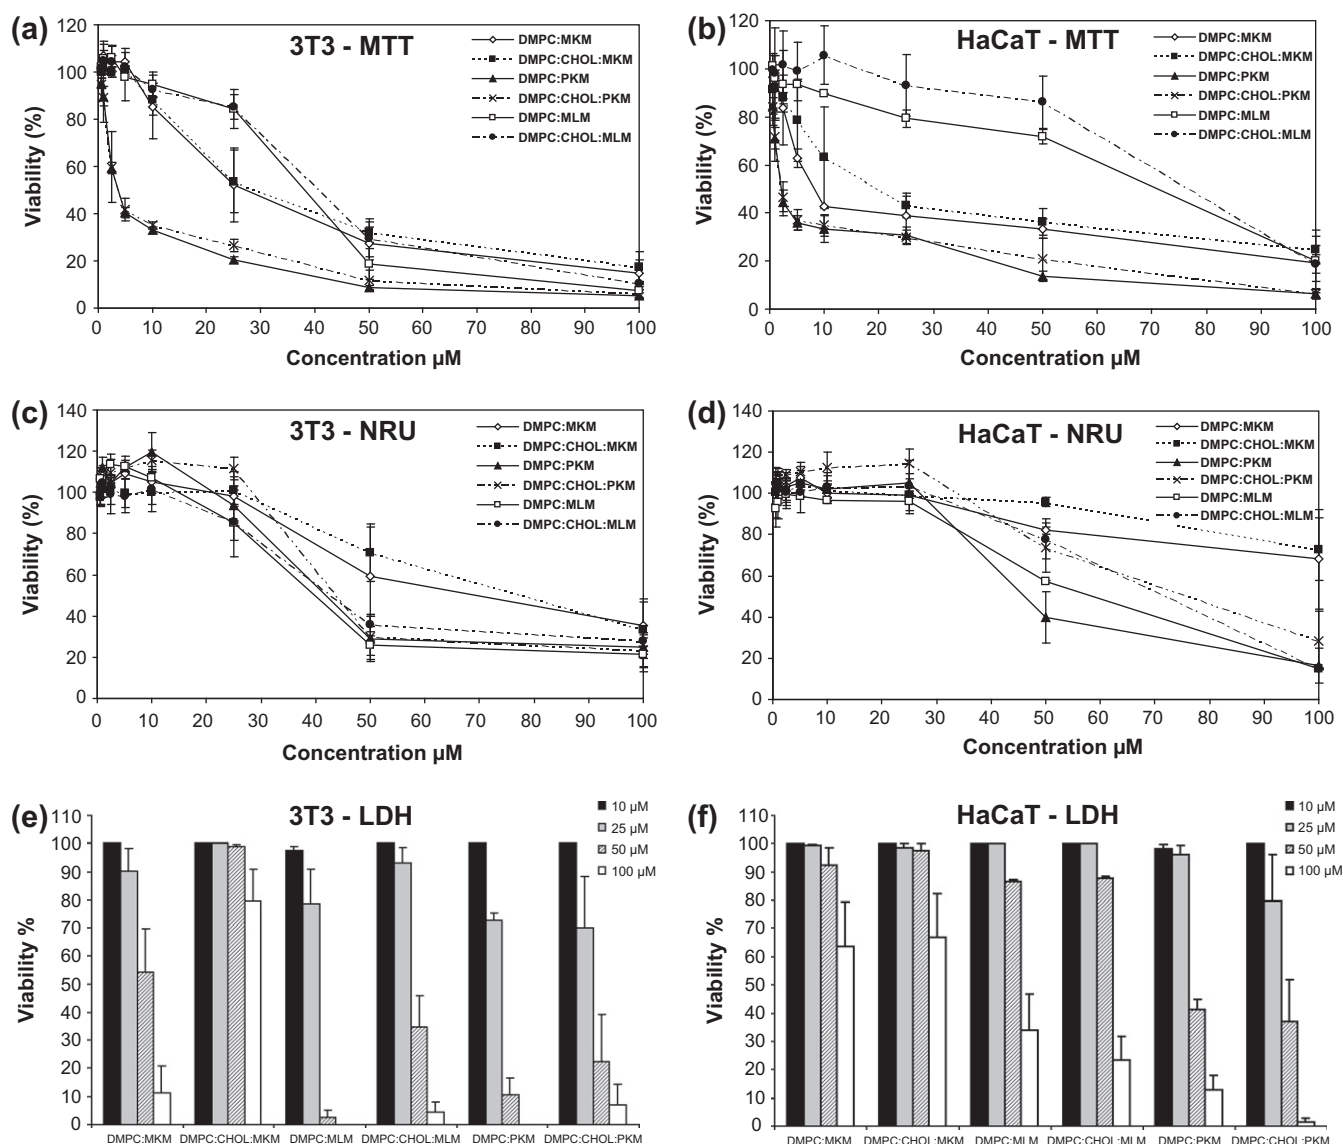 (a)
3T3 - MTT
Viability (%)
120
100
80
60
40
20
0
0 10 20 30 40 50 60 70 80 90 100
Concentration µM
DMPC:MKM
DMPC:CHOL:MKM
DMPC:PKM
DMPC:CHOL:PKM
DMPC:MLM
DMPC:CHOL:MLM
(b)
HaCaT - MTT
Viability (%)
120
100
80
60
40
20
0
0 10 20 30 40 50 60 70 80 90 100
Concentration µM
DMPC:MKM
DMPC:CHOL:MKM
DMPC:PKM
DMPC:CHOL:PKM
DMPC:MLM
DMPC:CHOL:MLM
(c)
3T3 - NRU
Viability (%)
140
120
100
80
60
40
20
0
0 10 20 30 40 50 60 70 80 90 100
Concentration µM
DMPC:MKM
DMPC:CHOL:MKM
DMPC:PKM
DMPC:CHOL:PKM
DMPC:MLM
DMPC:CHOL:MLM
(d)
HaCaT - NRU
Viability (%)
140
120
100
80
60
40
20
0
0 10 20 30 40 50 60 70 80 90 100
Concentration µM
DMPC:MKM
DMPC:CHOL:MKM
DMPC:PKM
DMPC:CHOL:PKM
DMPC:MLM
DMPC:CHOL:MLM
(e)
3T3 - LDH
Viability %
110
100
90
80
70
60
50
40
30
20
10
0
10 µM
25 µM
50 µM
100 µM
DMPC:MKM DMPC:CHOL:MKM DMPC:MLM DMPC:CHOL:MLM DMPC:PKM DMPC:CHOL:PKM
(f)
HaCaT - LDH
Viability %
110
100
90
80
70
60
50
40
30
20
10
0
10 µM
25 µM
50 µM
100 µM
DMPC:MKM DMPC:CHOL:MKM DMPC:MLM DMPC:CHOL:MLM DMPC:PKM DMPC:CHOL:PKM